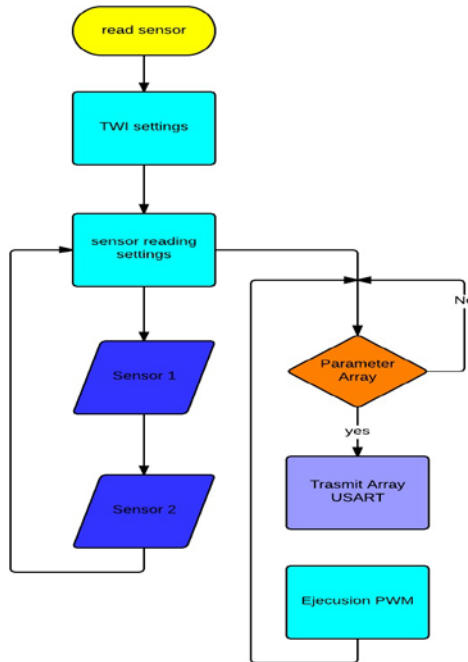 read sensor
TWI settings
sensor reading
settings
Sensor 1
Sensor 2
Parameter
Array
No
yes
Trasmit Array
USART
Ejecusion PWM